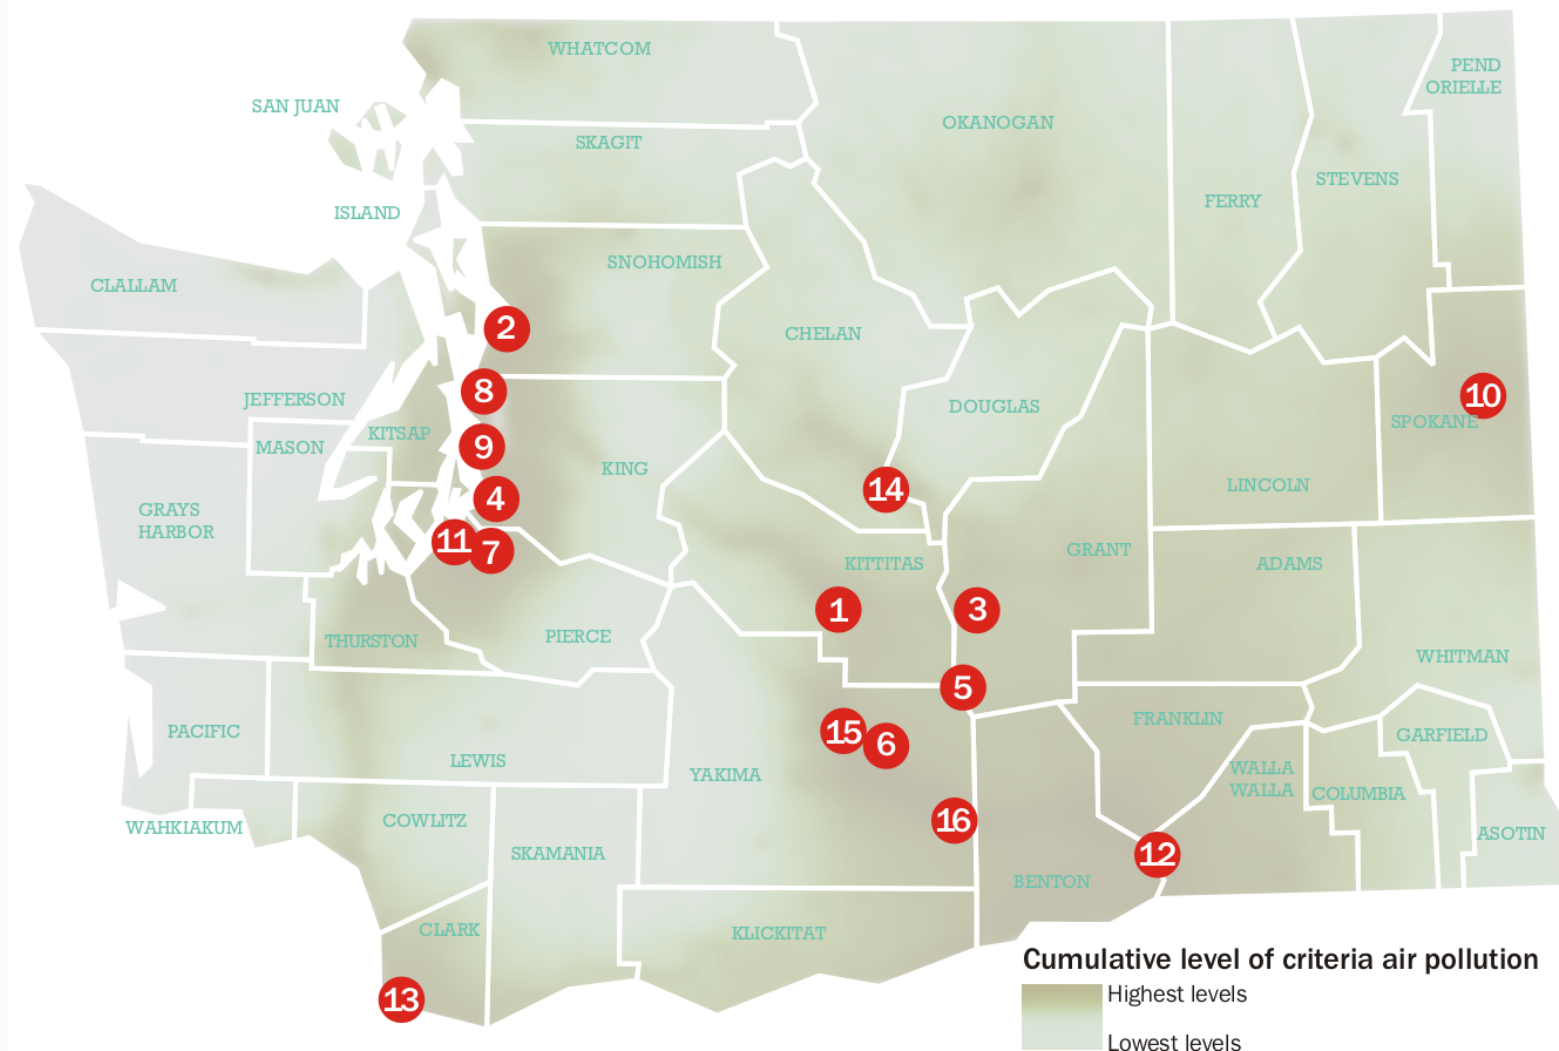 WHATCOM
PEND
ORIELLE
SAN JUAN
OKANOGAN
SKAGIT
STEVENS
FERRY
ISLAND
SNOHOMISH
CLALLAM
2
CHELAN
8
10
JEFFERSON
DOUGLAS
SPOKANE
KITSAP
MASON
9
KING
LINCOLN
14
4
GRAYS
HARBOR
11
7
KITTITAS
GRANT
ADAMS
1
3
THURSTON
PIERCE
WHITMAN
5
PACIFIC
FRANKLIN
15
6
GARFIELD
LEWIS
YAKIMA
WALLA
WALLA
COLUMBIA
WAHKIAKUM
COWLITZ
16
ASOTIN
SKAMANIA
12
BENTON
CLARK
KLICKITAT
13
Cumulative level of criteria air pollution
Highest levels
Lowest levels